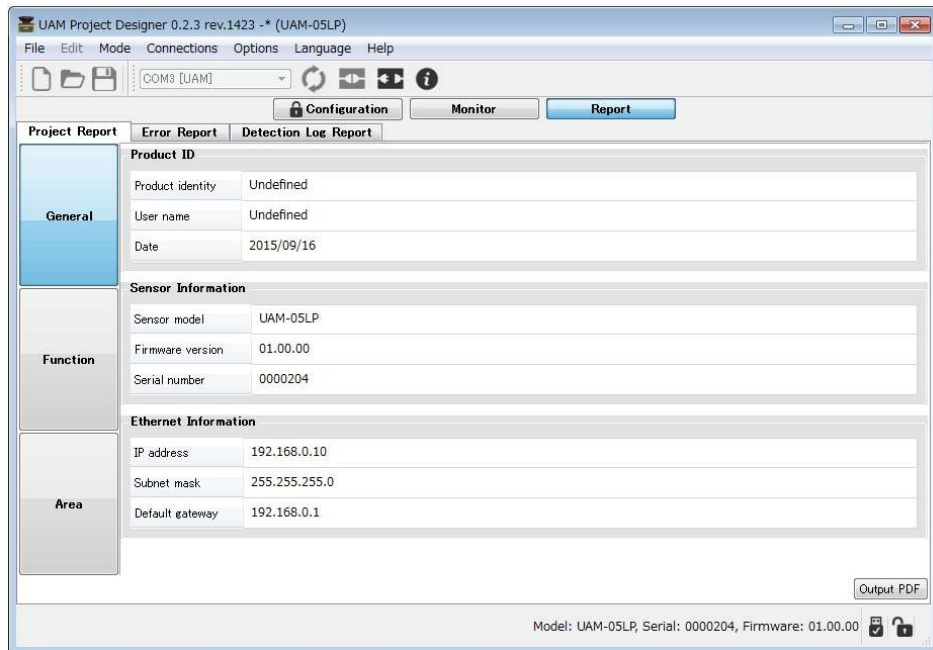 UAM Project Designer 0.2.3 rev.1423 -* (UAM-05LP)
File Edit Mode Connections Options Language Help
COM3 [UAM]
Configuration Monitor Report
Project Report Error Report Detection Log Report
General
Function
Area
Product ID
Product identity Undefined
User name Undefined
Date 2015/09/16
Sensor Information
Sensor model UAM-05LP
Firmware version 01.00.00
Serial number 0000204
Ethernet Information
IP address 192.168.0.10
Subnet mask 255.255.255.0
Default gateway 192.168.0.1
Output PDF
Model: UAM-05LP, Serial: 0000204, Firmware: 01.00.00